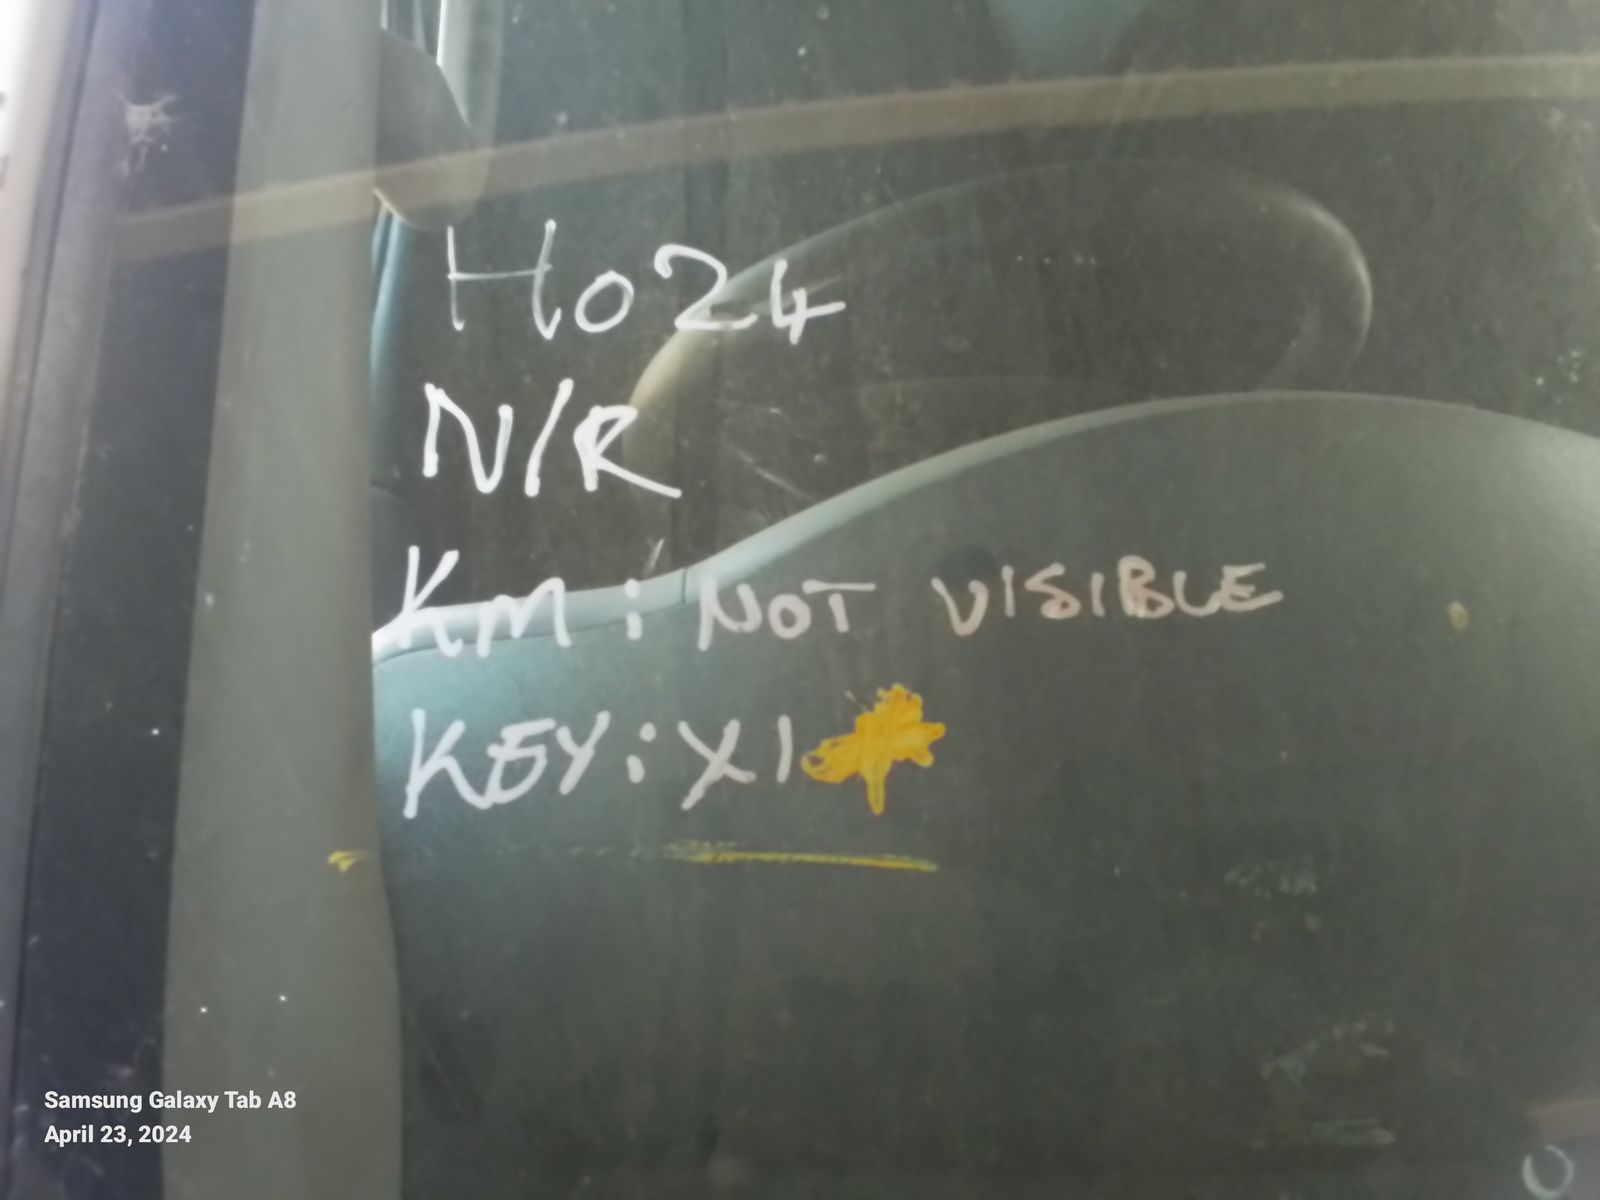 H024
N/R
Km: NOT VISIBLE
KEY: X1
Samsung Galaxy Tab A8
April 23, 2024